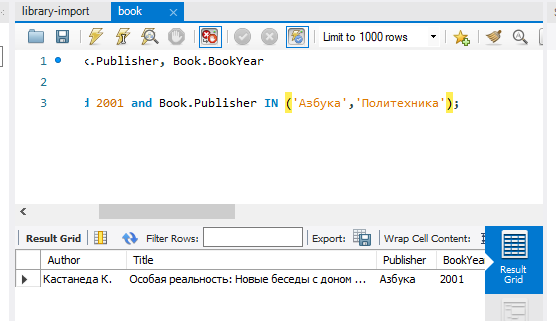 library-import book
Limit to 1000 rows
1 c.Publisher, Book.BookYear
2
3 d 2001 and Book.Publisher IN ('Азбука','Политехника');
Result Grid Filter Rows: Export: Wrap Cell Content:
Author Title Publisher BookYea
Кастанеда К. Особая реальность: Новые беседы с доном ... Азбука 2001
Result
Grid